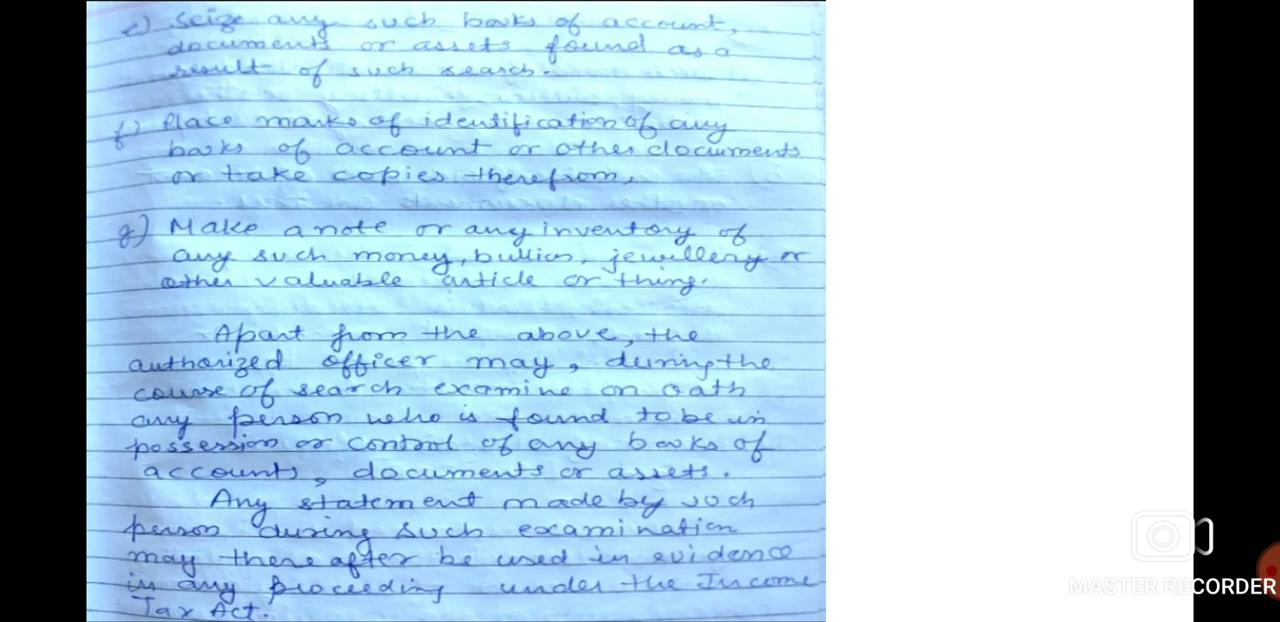 e) Seize any such books of account,
documents or assets found as a
result of such search.
f) Place marks of identification of any
books of account or other documents
or take copies therefrom,
g) Make a note or any inventory of
any such money, bullion, jewellery or
other valuable article or thing.
Apart from the above, the
authorized officer may, during the
course of search examine on oath
any person who is found to be in
possession or control of any books of
accounts, documents or assets.
Any statement made by such
person during such examination
may there after be used in evidence
in any proceeding under the Income
Tax Act.
MASTER RECORDER